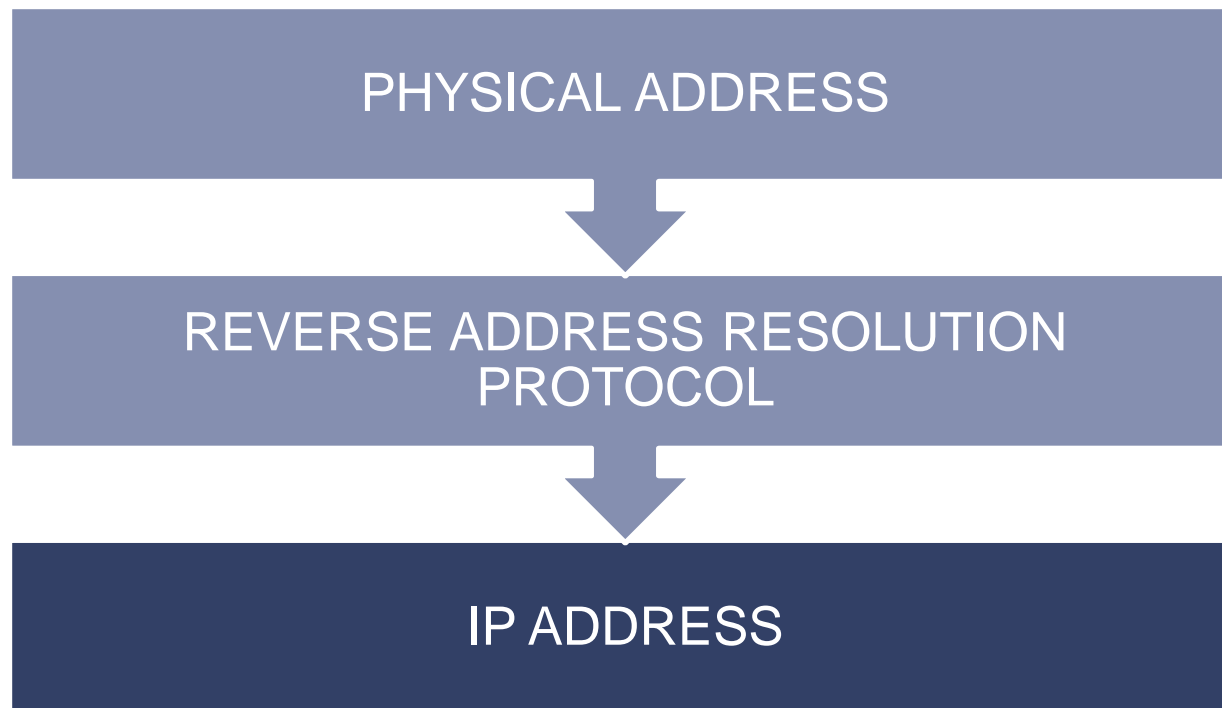 PHYSICAL ADDRESS
REVERSE ADDRESS RESOLUTION
PROTOCOL
IP ADDRESS